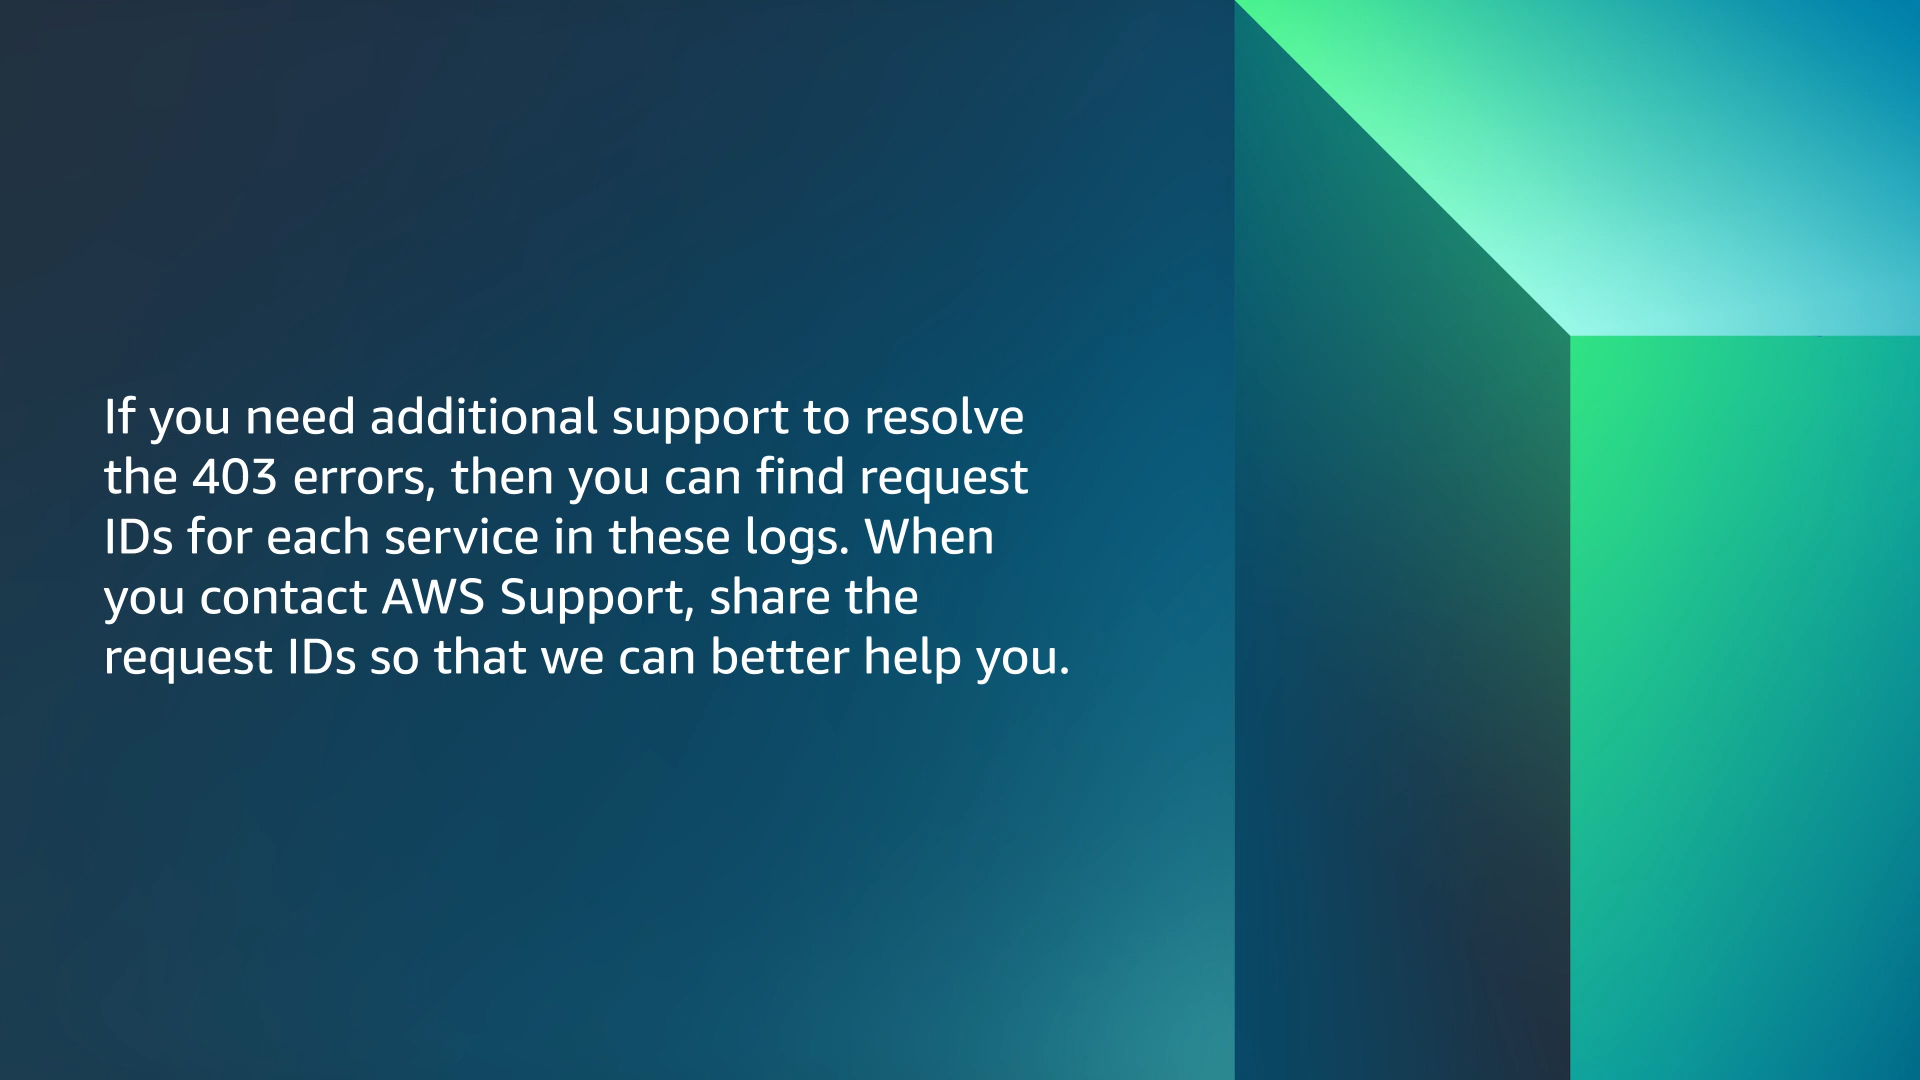 If you need additional support to resolve
the 403 errors, then you can find request
IDs for each service in these logs. When
you contact AWS Support, share the
request IDs so that we can better help you.